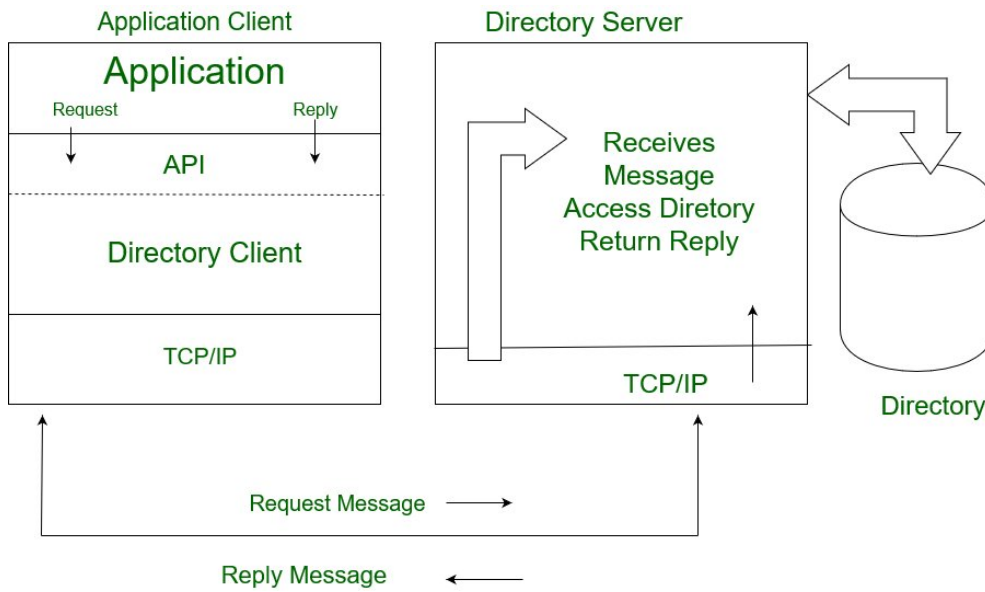 Application Client
Directory Server
Application
Request
Reply
API
Directory Client
TCP/IP
Receives
Message
Access Diretory
Return Reply
TCP/IP
Directory
Request Message
Reply Message